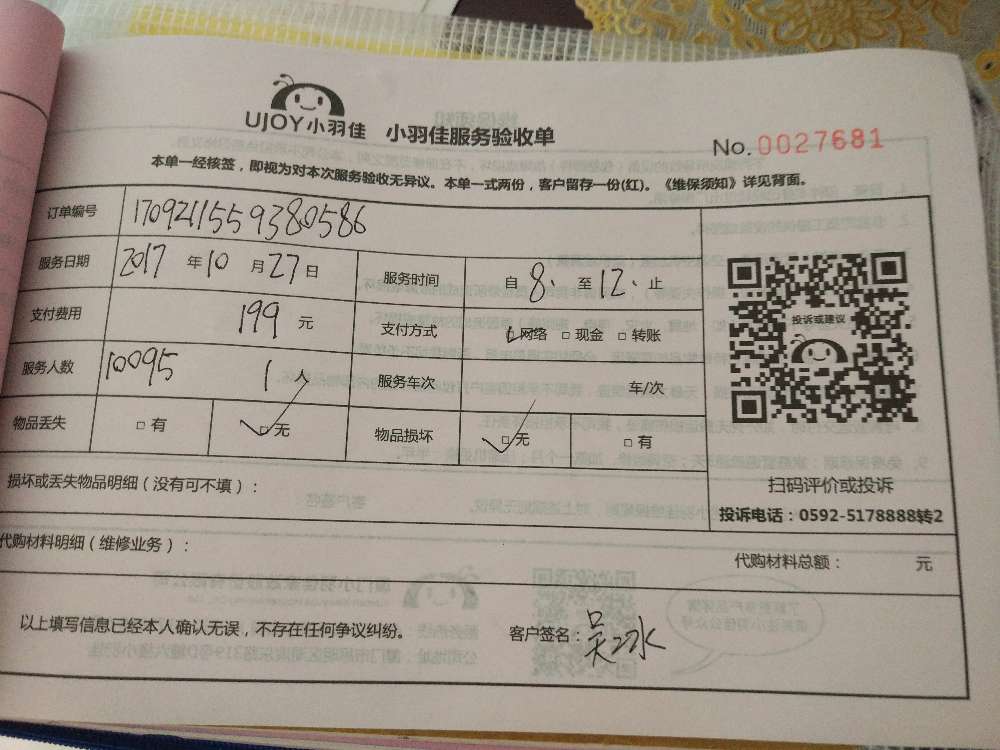 UJOY小羽佳 小羽佳服务验收单
No. 0027681
本单一经核签，即视为对本次服务验收无异议。本单一式两份，客户留存一份(红)。《维保须知》详见背面。
订单编号 1709211559380586
服务日期 2017 年 10 月 27 日 服务时间 自 8、 至 12、 止
支付费用 199 元 支付方式 □网络 □现金 □转账
服务人数 10095 1 人 服务车次 车/次
物品丢失 □有 □无 物品损坏 □无 □有
投诉或建议
扫码评价或投诉
投诉电话：0592-5178888转2
损坏或丢失物品明细（没有可不填）：
代购材料明细（维修业务）： 代购材料总额： 元
以上填写信息已经本人确认无误，不存在任何争议纠纷。 客户签名：吴冰